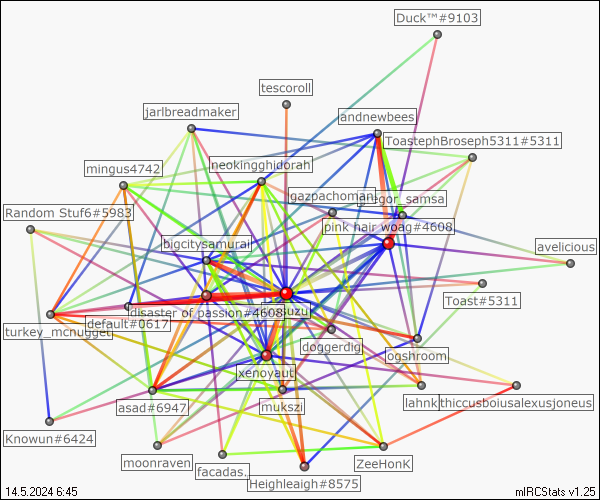 Duck™#9103
tescoroll
jarlbreadmaker
andnewbees
ToastephBroseph5311#5311
mingus4742
neokingghidorah
gazpachoman
gregor_samsa
Random Stuf6#5983
pink hair woag#4608
bigcitysamurai
avelicious
Toast#5311
disaster of passion#4608
suzu
default#0617
turkey_mcnugget
doggerdig
ogshroom
xenoyaut
asad#6947
mukszi
lahnk
thiccusboiusalexusjoneus
Knowun#6424
moonraven
facadas.
ZeeHonK
Heighleaigh#8575
14.5.2024 6:45
mIRCStats v1.25